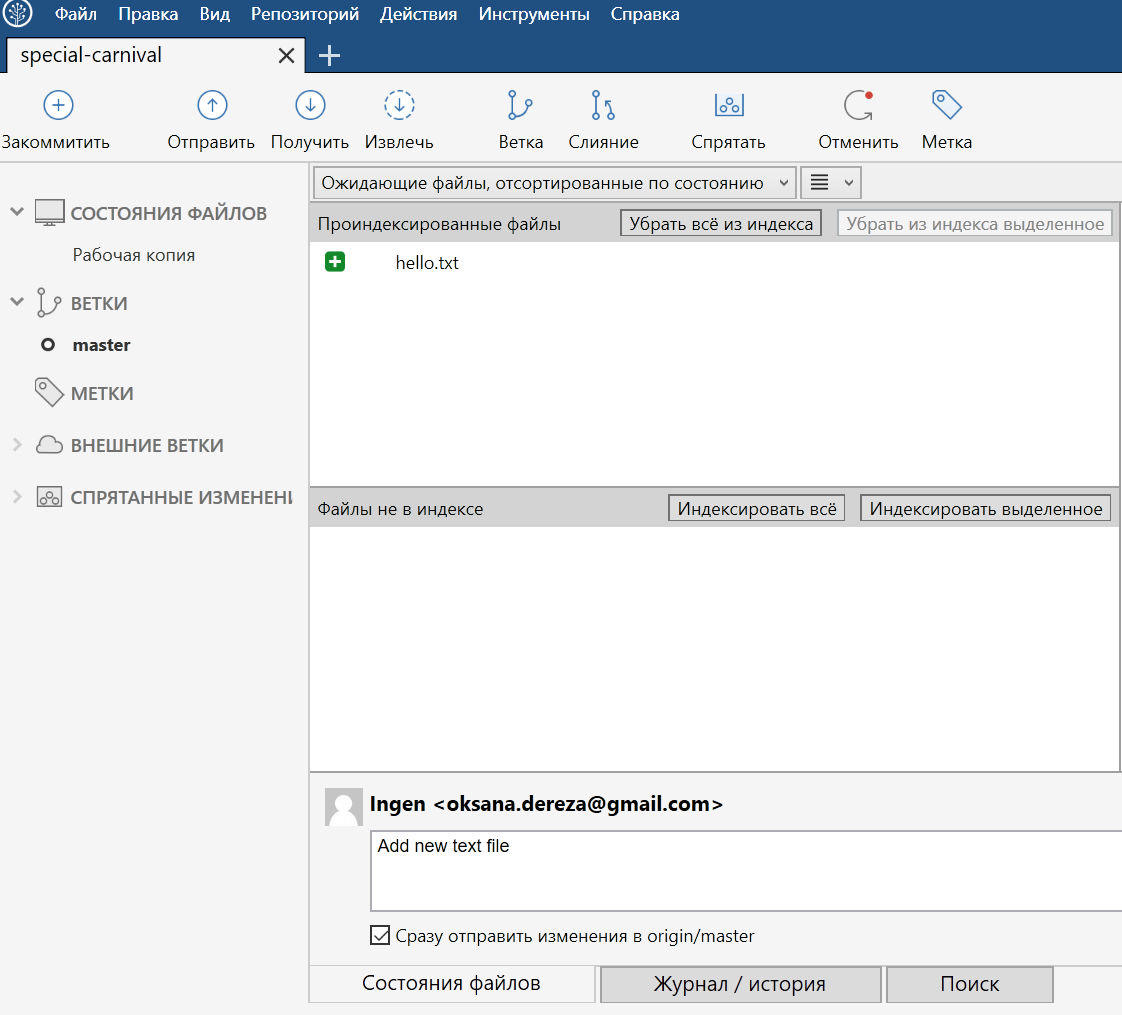 Файл Правка Вид Репозиторий Действия Инструменты Справка
special-carnival
Закоммитить Отправить Получить Извлечь Ветка Слияние Спрятать Отменить Метка
СОСТОЯНИЯ ФАЙЛОВ
Рабочая копия
ВЕТКИ
master
МЕТКИ
ВНЕШНИЕ ВЕТКИ
СПРЯТАННЫЕ ИЗМЕНЕНИ
Ожидающие файлы, отсортированные по состоянию
Проиндексированные файлы Убрать всё из индекса Убрать из индекса выделенное
hello.txt
Файлы не в индексе Индексировать всё Индексировать выделенное
Ingen <oksana.dereza@gmail.com>
Add new text file
Сразу отправить изменения в origin/master
Состояния файлов Журнал / история Поиск